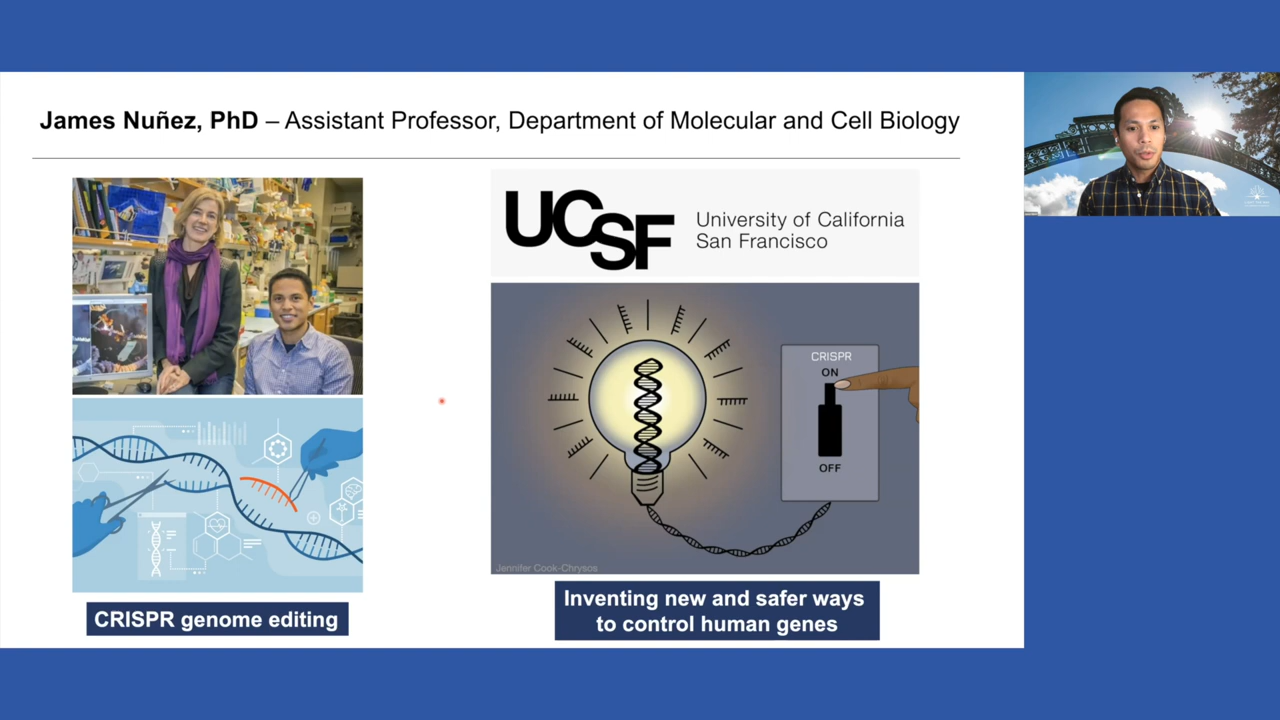 James Nuñez, PhD – Assistant Professor, Department of Molecular and Cell Biology
UCSF
University of California
San Francisco
CRISPR
ON
OFF
Jennifer Cook-Chrysos
CRISPR genome editing
Inventing new and safer ways
to control human genes